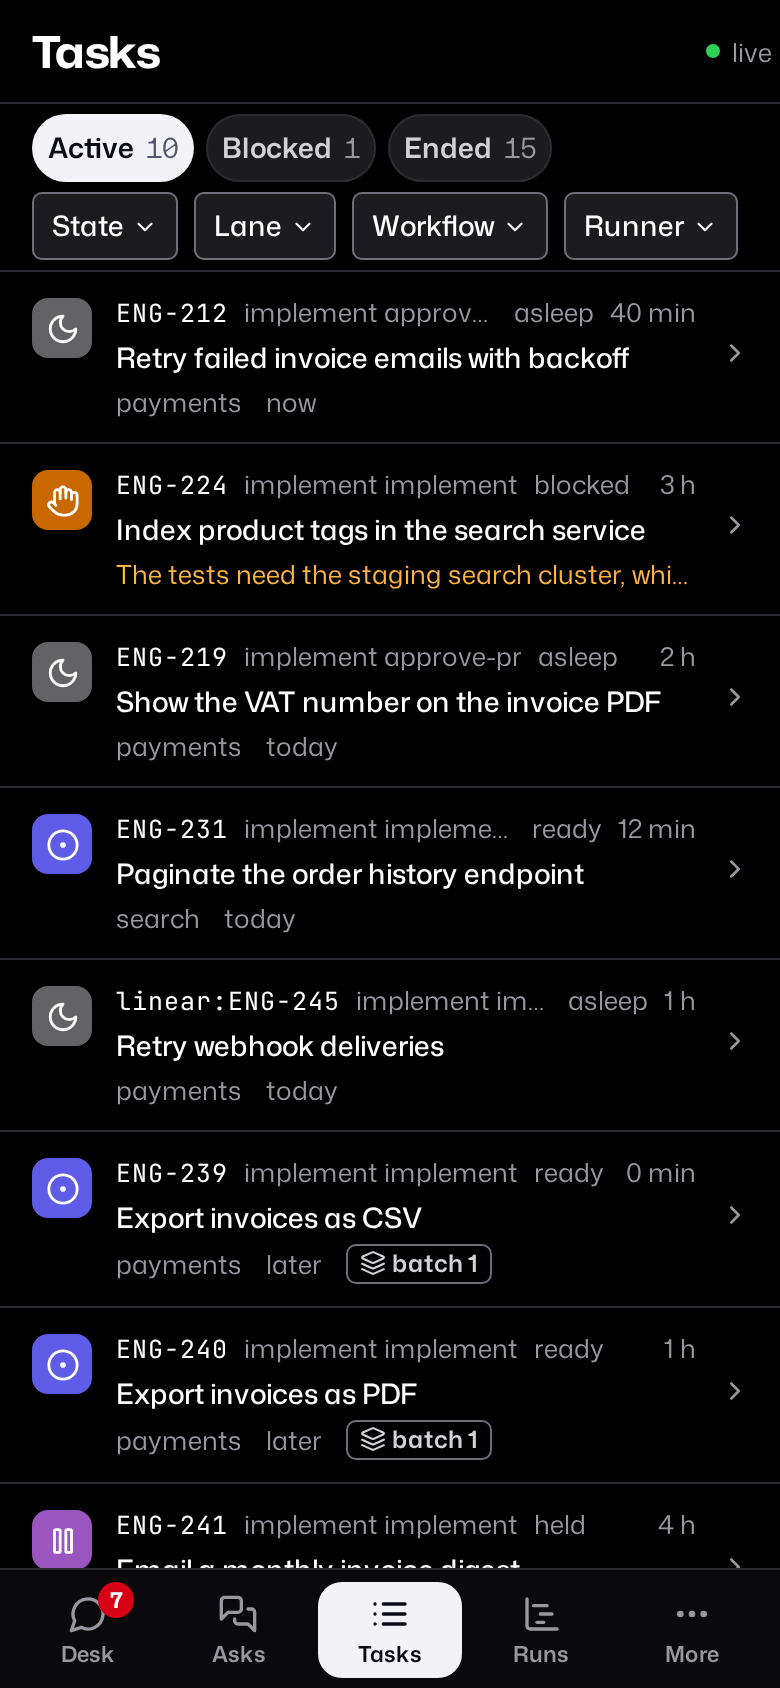 Tasks live
Active 10 Blocked 1 Ended 15
State Lane Workflow Runner
ENG-212 implement approv... asleep 40 min
Retry failed invoice emails with backoff
payments now
ENG-224 implement implement blocked 3 h
Index product tags in the search service
The tests need the staging search cluster, whi...
ENG-219 implement approve-pr asleep 2 h
Show the VAT number on the invoice PDF
payments today
ENG-231 implement impleme... ready 12 min
Paginate the order history endpoint
search today
linear:ENG-245 implement im... asleep 1 h
Retry webhook deliveries
payments today
ENG-239 implement implement ready 0 min
Export invoices as CSV
payments later batch 1
ENG-240 implement implement ready 1 h
Export invoices as PDF
payments later batch 1
ENG-241 implement implement held 4 h
Email a monthly invoice digest
7
Desk Asks Tasks Runs More